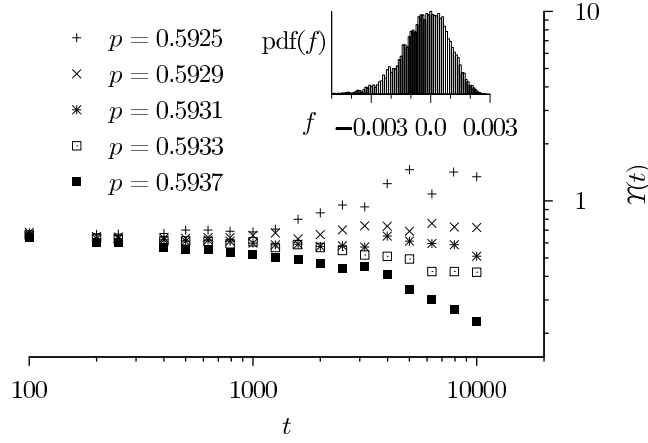 p = 0.5925
p = 0.5929
p = 0.5931
p = 0.5933
p = 0.5937
pdf(f)
f −0.003 0.0 0.003
10
1
ϒ(t)
100 1000 10000
t